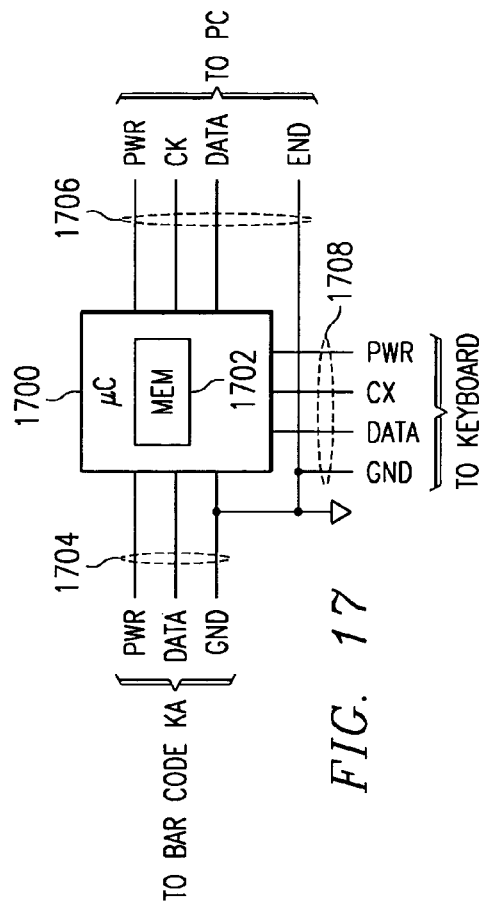 1700
1706
1704
μC
MEM
1702
PWR
DATA
GND
TO BAR CODE KA
PWR
CK
DATA
END
TO PC
1708
PWR
CX
DATA
GND
TO KEYBOARD
FIG. 17